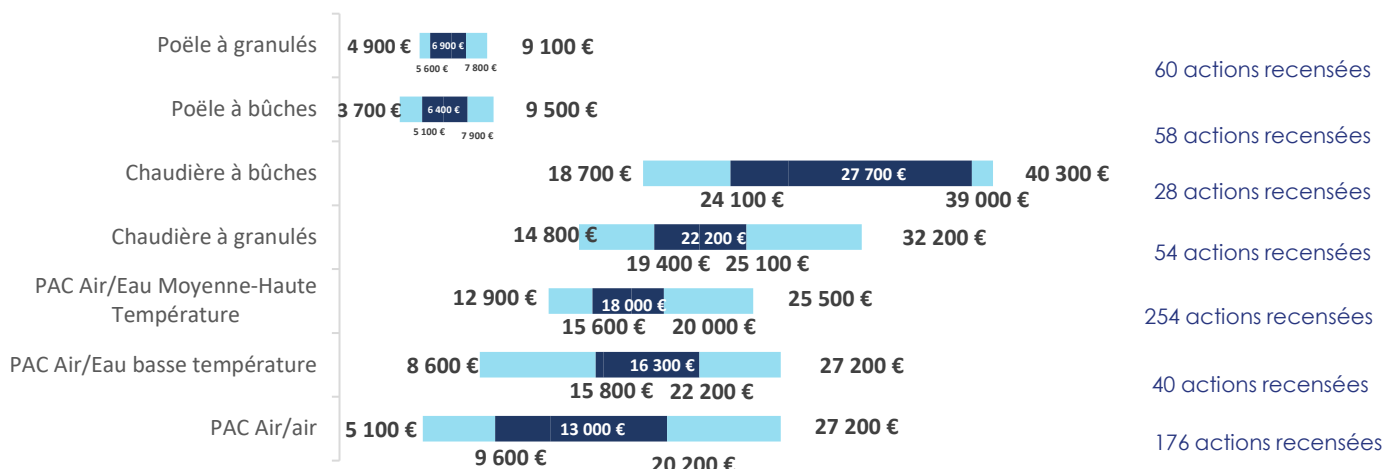 Poële à granulés 4 900 € 6 900 € 9 100 €
5 600 € 7 800 €
60 actions recensées
Poële à bûches 3 700 € 6 400 € 9 500 €
5 100 € 7 900 €
58 actions recensées
Chaudière à bûches 18 700 € 27 700 € 40 300 €
24 100 € 39 000 €
28 actions recensées
Chaudière à granulés 14 800 € 22 200 € 32 200 €
19 400 € 25 100 €
54 actions recensées
PAC Air/Eau Moyenne-Haute
Température
12 900 € 18 000 € 25 500 €
15 600 € 20 000 €
254 actions recensées
PAC Air/Eau basse température 8 600 € 16 300 € 27 200 €
15 800 € 22 200 €
40 actions recensées
PAC Air/air 5 100 € 13 000 € 27 200 €
9 600 € 20 200 €
176 actions recensées